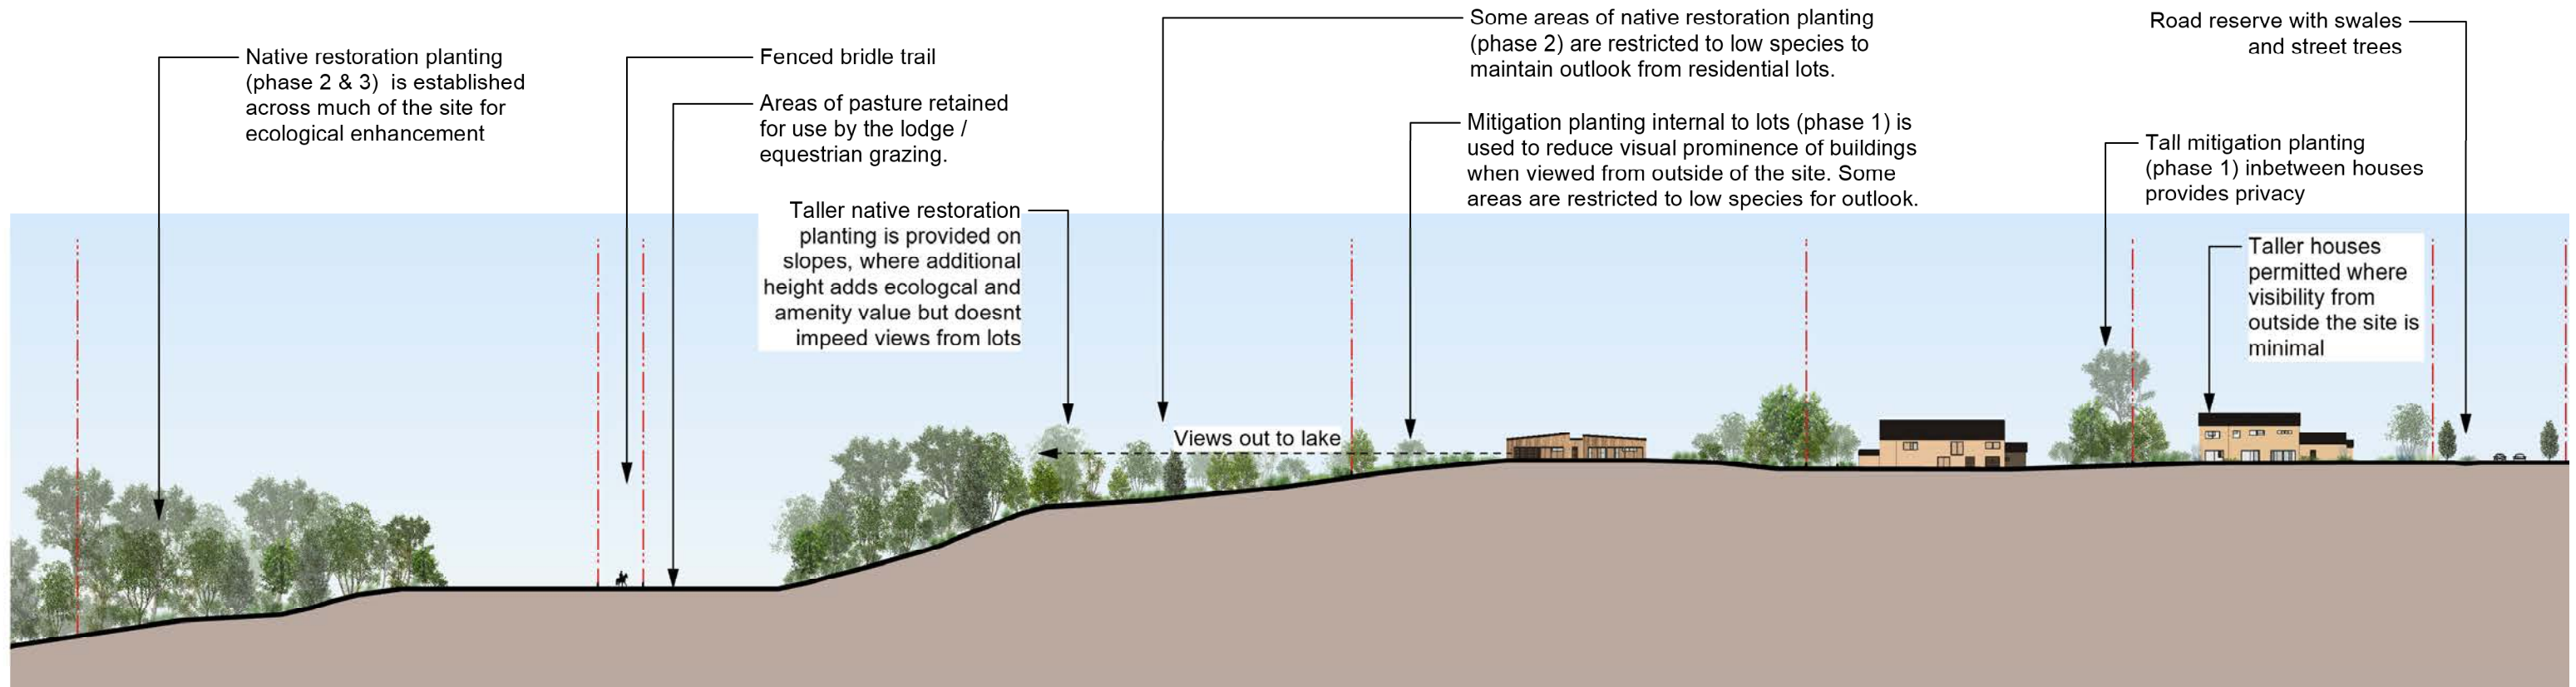 Native restoration planting
(phase 2 & 3) is established
across much of the site for
ecological enhancement
Fenced bridle trail
Areas of pasture retained
for use by the lodge /
equestrian grazing.
Taller native restoration
planting is provided on
slopes, where additional
height adds ecologcal and
amenity value but doesnt
impeed views from lots
Some areas of native restoration planting
(phase 2) are restricted to low species to
maintain outlook from residential lots.
Mitigation planting internal to lots (phase 1) is
used to reduce visual prominence of buildings
when viewed from outside of the site. Some
areas are restricted to low species for outlook.
Views out to lake
Road reserve with swales
and street trees
Tall mitigation planting
(phase 1) inbetween houses
provides privacy
Taller houses
permitted where
visibility from
outside the site is
minimal